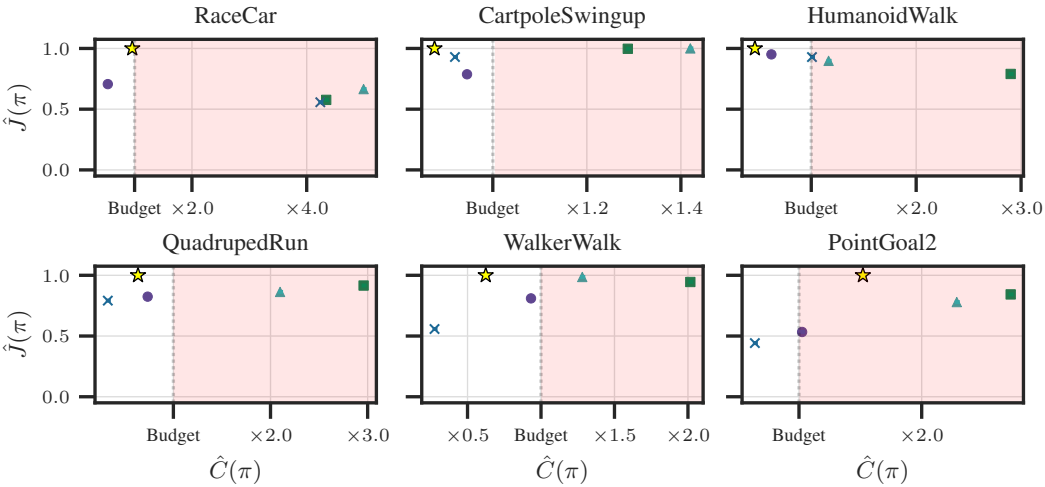 RaceCar
CartpoleSwingup
HumanoidWalk
1.0
0.5
0.0
Ĵ(π)
Budget ×2.0 ×4.0
Budget ×1.2 ×1.4
Budget ×2.0 ×3.0
QuadrupedRun
WalkerWalk
PointGoal2
1.0
0.5
0.0
Ĵ(π)
Budget ×2.0 ×3.0
×0.5 Budget ×1.5 ×2.0
Budget ×2.0
Ĉ(π)
Ĉ(π)
Ĉ(π)